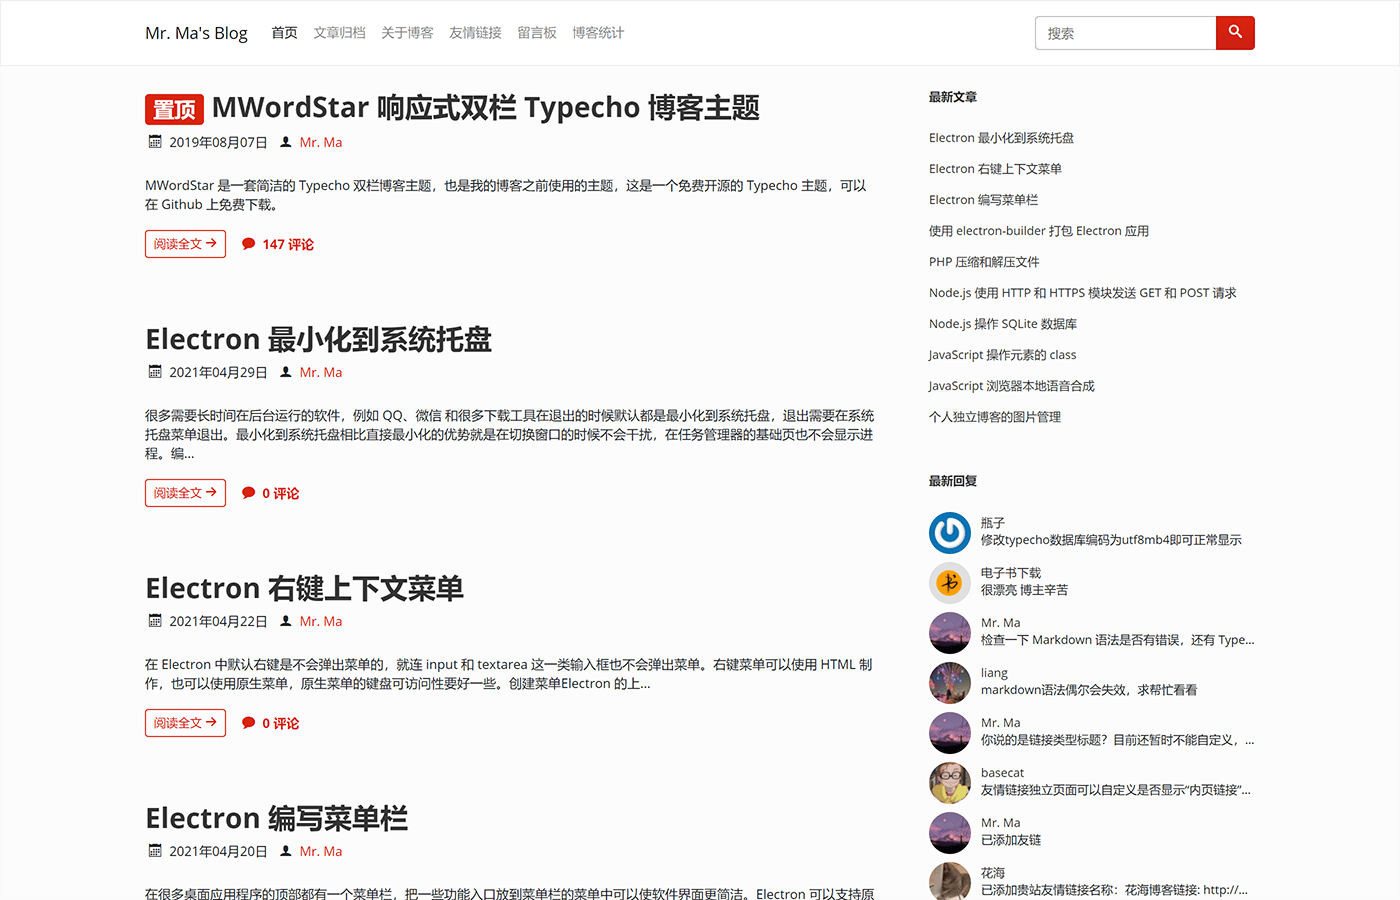 Mr. Ma's Blog 首页 文章归档 关于博客 友情链接 留言板 博客统计
搜索
置顶 MWordStar 响应式双栏 Typecho 博客主题
2019年08月07日 Mr. Ma
MWordStar 是一套简洁的 Typecho 双栏博客主题，也是我的博客之前使用的主题，这是一个免费开源的 Typecho 主题，可以
在 Github 上免费下载。
阅读全文 147 评论
Electron 最小化到系统托盘
2021年04月29日 Mr. Ma
很多需要长时间在后台运行的软件，例如 QQ、微信 和很多下载工具在退出的时候默认都是最小化到系统托盘，退出需要在系统
托盘菜单退出。最小化到系统托盘相比直接最小化的优势就是在切换窗口的时候不会干扰，在任务管理器的基础页也不会显示进
程。编...
阅读全文 0 评论
Electron 右键上下文菜单
2021年04月22日 Mr. Ma
在 Electron 中默认右键是不会弹出菜单的，就连 input 和 textarea 这一类输入框也不会弹出菜单。右键菜单可以使用 HTML 制
作，也可以使用原生菜单，原生菜单的键盘可访问性要好一些。创建菜单Electron 的上...
阅读全文 0 评论
Electron 编写菜单栏
2021年04月20日 Mr. Ma
在很多桌面应用程序的顶部都有一个菜单栏，把一些功能入口放到菜单栏的菜单中可以使软件界面更简洁。Electron 可以支持原
最新文章
Electron 最小化到系统托盘
Electron 右键上下文菜单
Electron 编写菜单栏
使用 electron-builder 打包 Electron 应用
PHP 压缩和解压文件
Node.js 使用 HTTP 和 HTTPS 模块发送 GET 和 POST 请求
Node.js 操作 SQLite 数据库
JavaScript 操作元素的 class
JavaScript 浏览器本地语音合成
个人独立博客的图片管理
最新回复
瓶子
修改typecho数据库编码为utf8mb4即可正常显示
书
电子书下载
很漂亮 博主辛苦
Mr. Ma
检查一下 Markdown 语法是否有错误，还有 Type...
liang
markdown语法偶尔会失效，求帮忙看看
Mr. Ma
你说的是链接类型标题？目前还暂时不能自定义，...
basecat
友情链接独立页面可以自定义是否显示“内页链接”...
Mr. Ma
已添加友链
花海
已添加贵站友情链接名称：花海博客链接: http://...